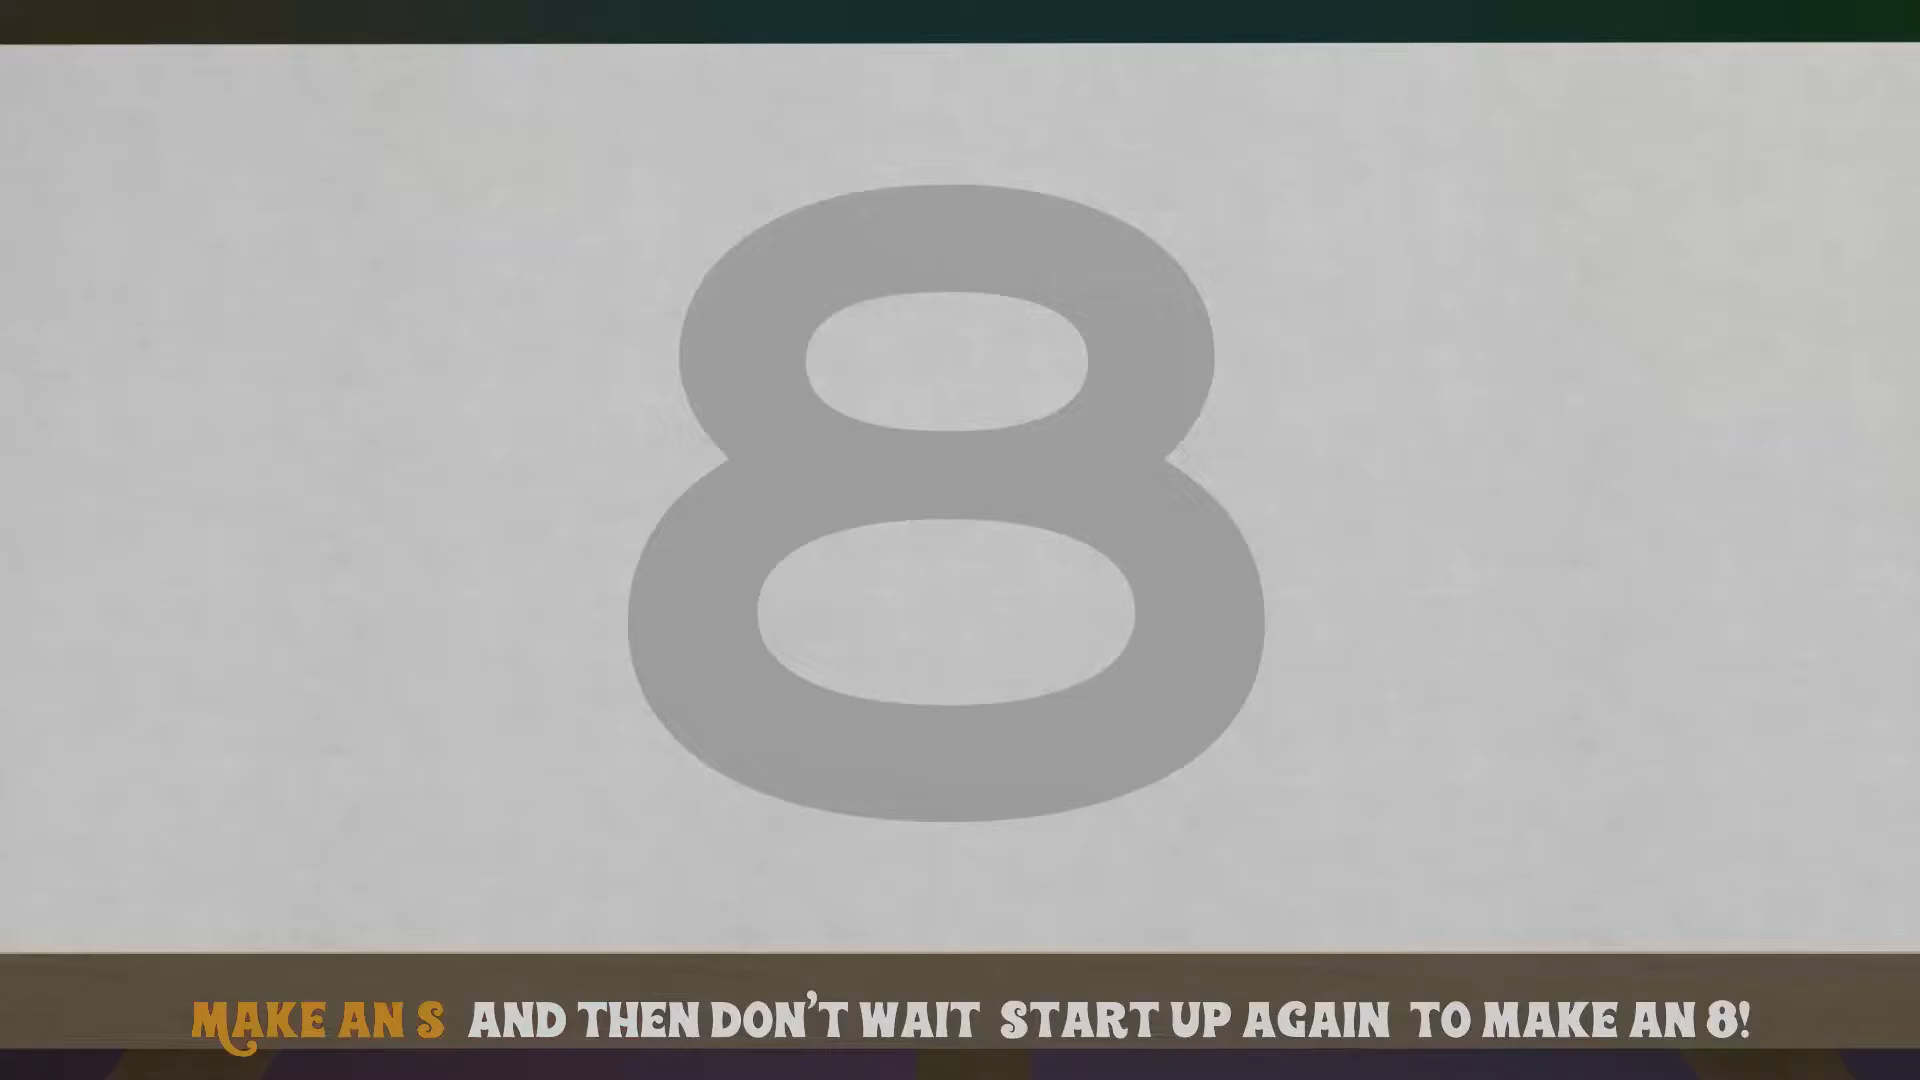 8
MAKE AN S AND THEN DON'T WAIT START UP AGAIN TO MAKE AN 8!